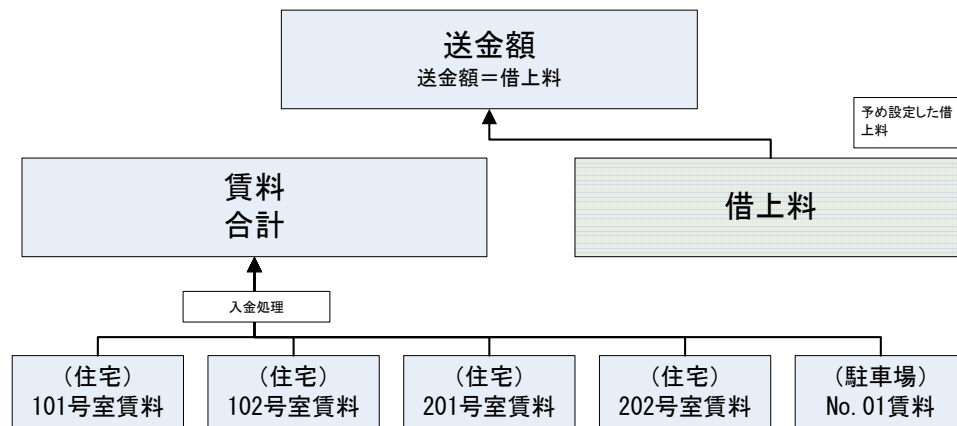 送金額
送金額＝借上料
予め設定した借
上料
賃料
合計
借上料
入金処理
（住宅）
101号室賃料
（住宅）
102号室賃料
（住宅）
201号室賃料
（住宅）
202号室賃料
（駐車場）
No.01賃料